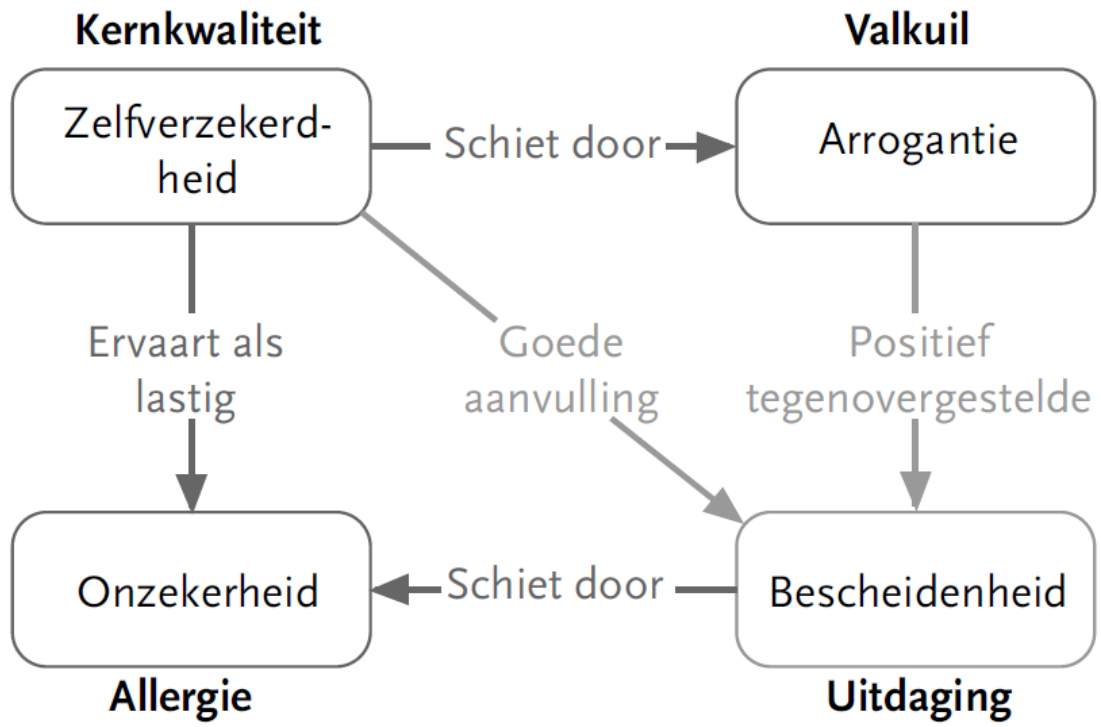 Kernkwaliteit
Valkuil
Zelfverzekerd-
heid
Schiet door
Arrogantie
Ervaart als
lastig
Goede
aanvulling
Positief
tegenovergestelde
Onzekerheid
Schiet door
Bescheidenheid
Allergie
Uitdaging